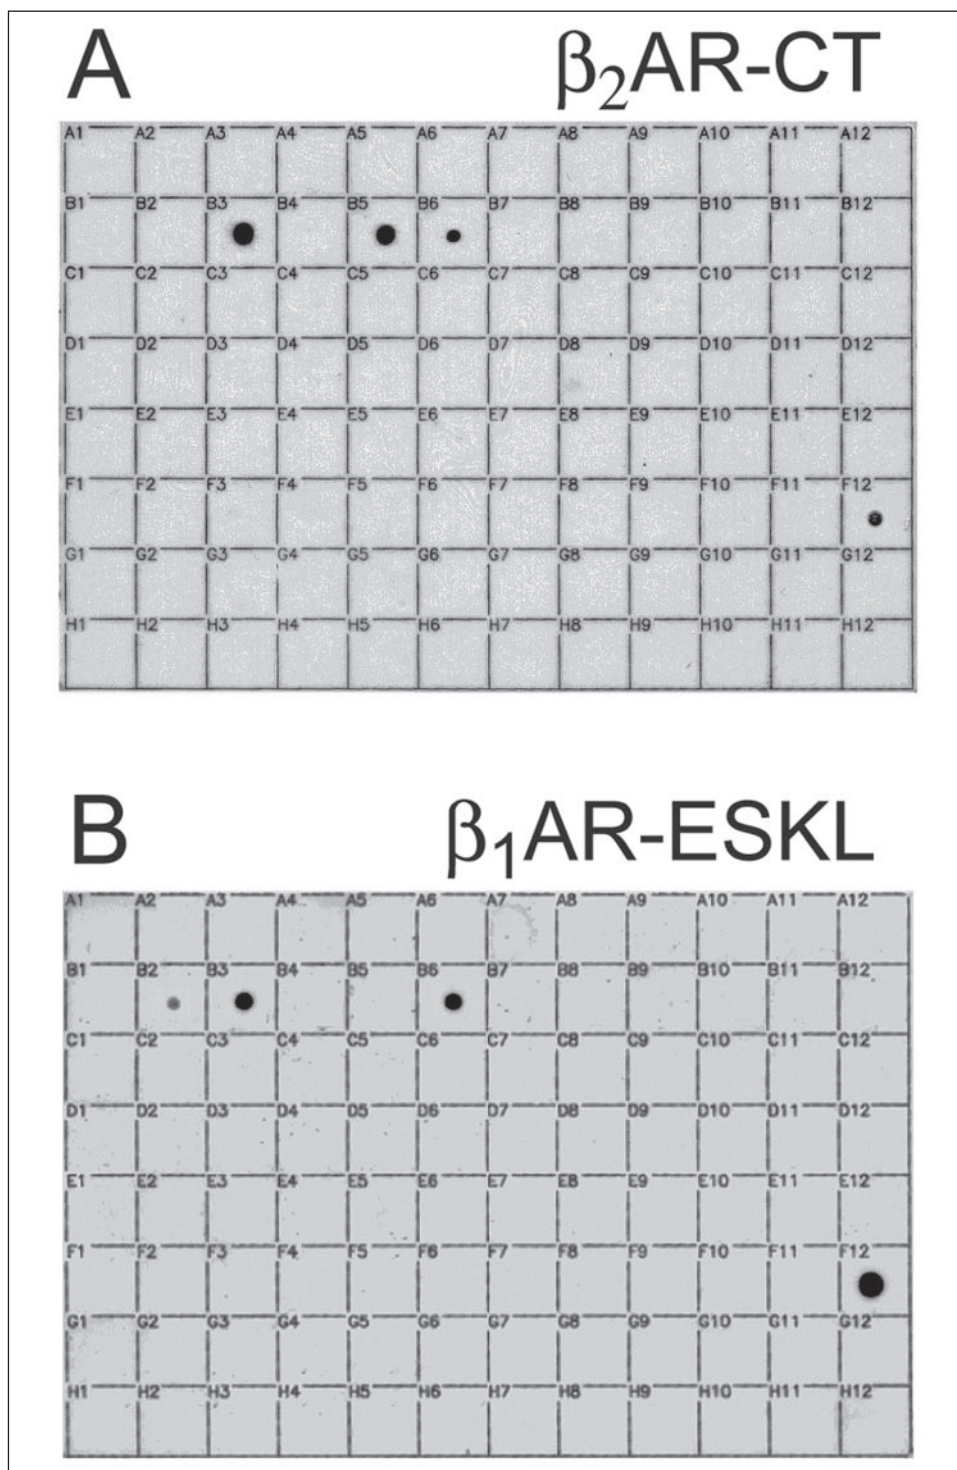 A β₂AR-CT
A1 A2 A3 A4 A5 A6 A7 A8 A9 A10 A11 A12
B1 B2 B3 B4 B5 B6 B7 B8 B9 B10 B11 B12
C1 C2 C3 C4 C5 C6 C7 C8 C9 C10 C11 C12
D1 D2 D3 D4 D5 D6 D7 D8 D9 D10 D11 D12
E1 E2 E3 E4 E5 E6 E7 E8 E9 E10 E11 E12
F1 F2 F3 F4 F5 F6 F7 F8 F9 F10 F11 F12
G1 G2 G3 G4 G5 G6 G7 G8 G9 G10 G11 G12
H1 H2 H3 H4 H5 H6 H7 H8 H9 H10 H11 H12
B β₁AR-ESKL
A1 A2 A3 A4 A5 A6 A7 A8 A9 A10 A11 A12
B1 B2 B3 B4 B5 B6 B7 B8 B9 B10 B11 B12
C1 C2 C3 C4 C5 C6 C7 C8 C9 C10 C11 C12
D1 D2 D3 D4 D5 D6 D7 D8 D9 D10 D11 D12
E1 E2 E3 E4 E5 E6 E7 E8 E9 E10 E11 E12
F1 F2 F3 F4 F5 F6 F7 F8 F9 F10 F11 F12
G1 G2 G3 G4 G5 G6 G7 G8 G9 G10 G11 G12
H1 H2 H3 H4 H5 H6 H7 H8 H9 H10 H11 H12